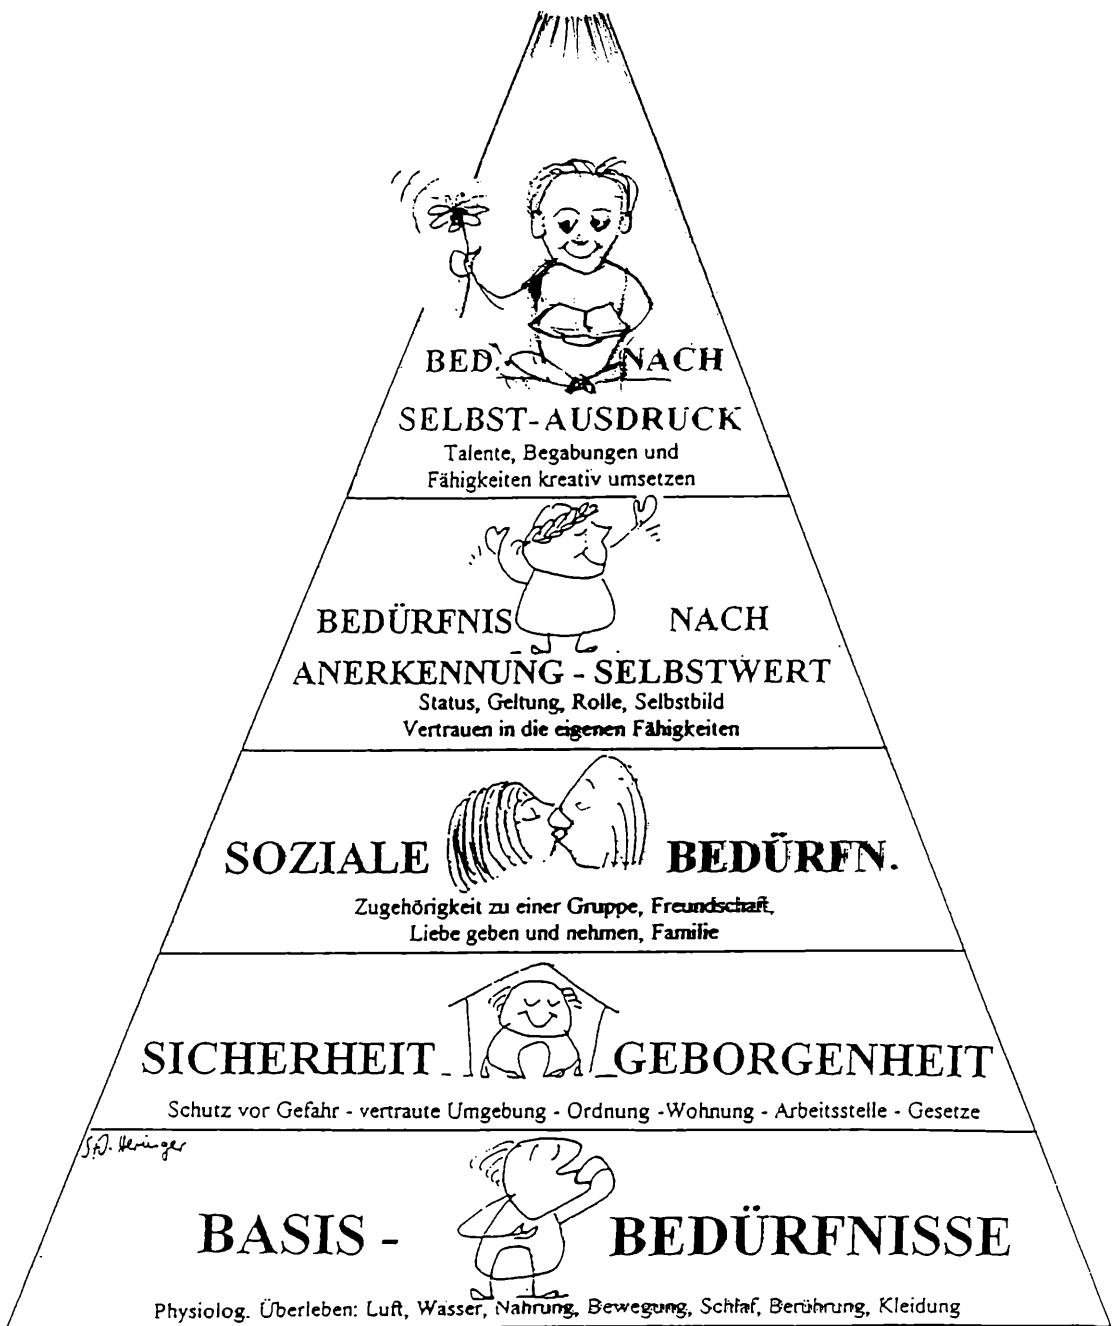 BED. NACH
SELBST-AUSDRUCK
Talente, Begabungen und
Fähigkeiten kreativ umsetzen
BEDÜRFNIS NACH
ANERKENNUNG - SELBSTWERT
Status, Geltung, Rolle, Selbstbild
Vertrauen in die eigenen Fähigkeiten
SOZIALE BEDÜRFN.
Zugehörigkeit zu einer Gruppe, Freundschaft,
Liebe geben und nehmen, Familie
SICHERHEIT - GEBORGENHEIT
Schutz vor Gefahr - vertraute Umgebung - Ordnung -Wohnung - Arbeitsstelle - Gesetze
Heringer
BASIS - BEDÜRFNISSE
Physiolog. Überleben: Luft, Wasser, Nahrung, Bewegung, Schlaf, Berührung, Kleidung